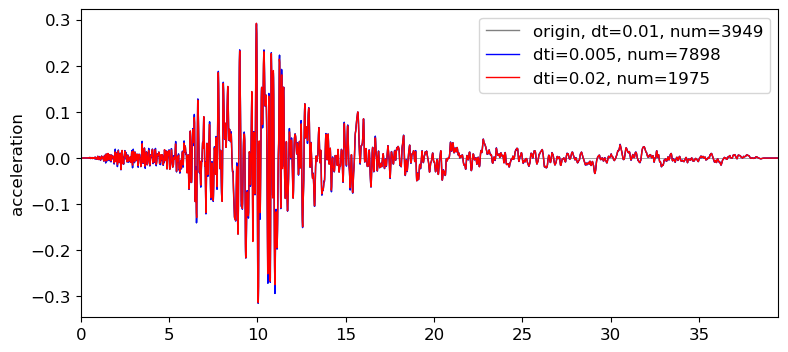 0.3
0.2
0.1
0.0
−0.1
−0.2
−0.3
acceleration
origin, dt=0.01, num=3949
dti=0.005, num=7898
dti=0.02, num=1975
0 5 10 15 20 25 30 35